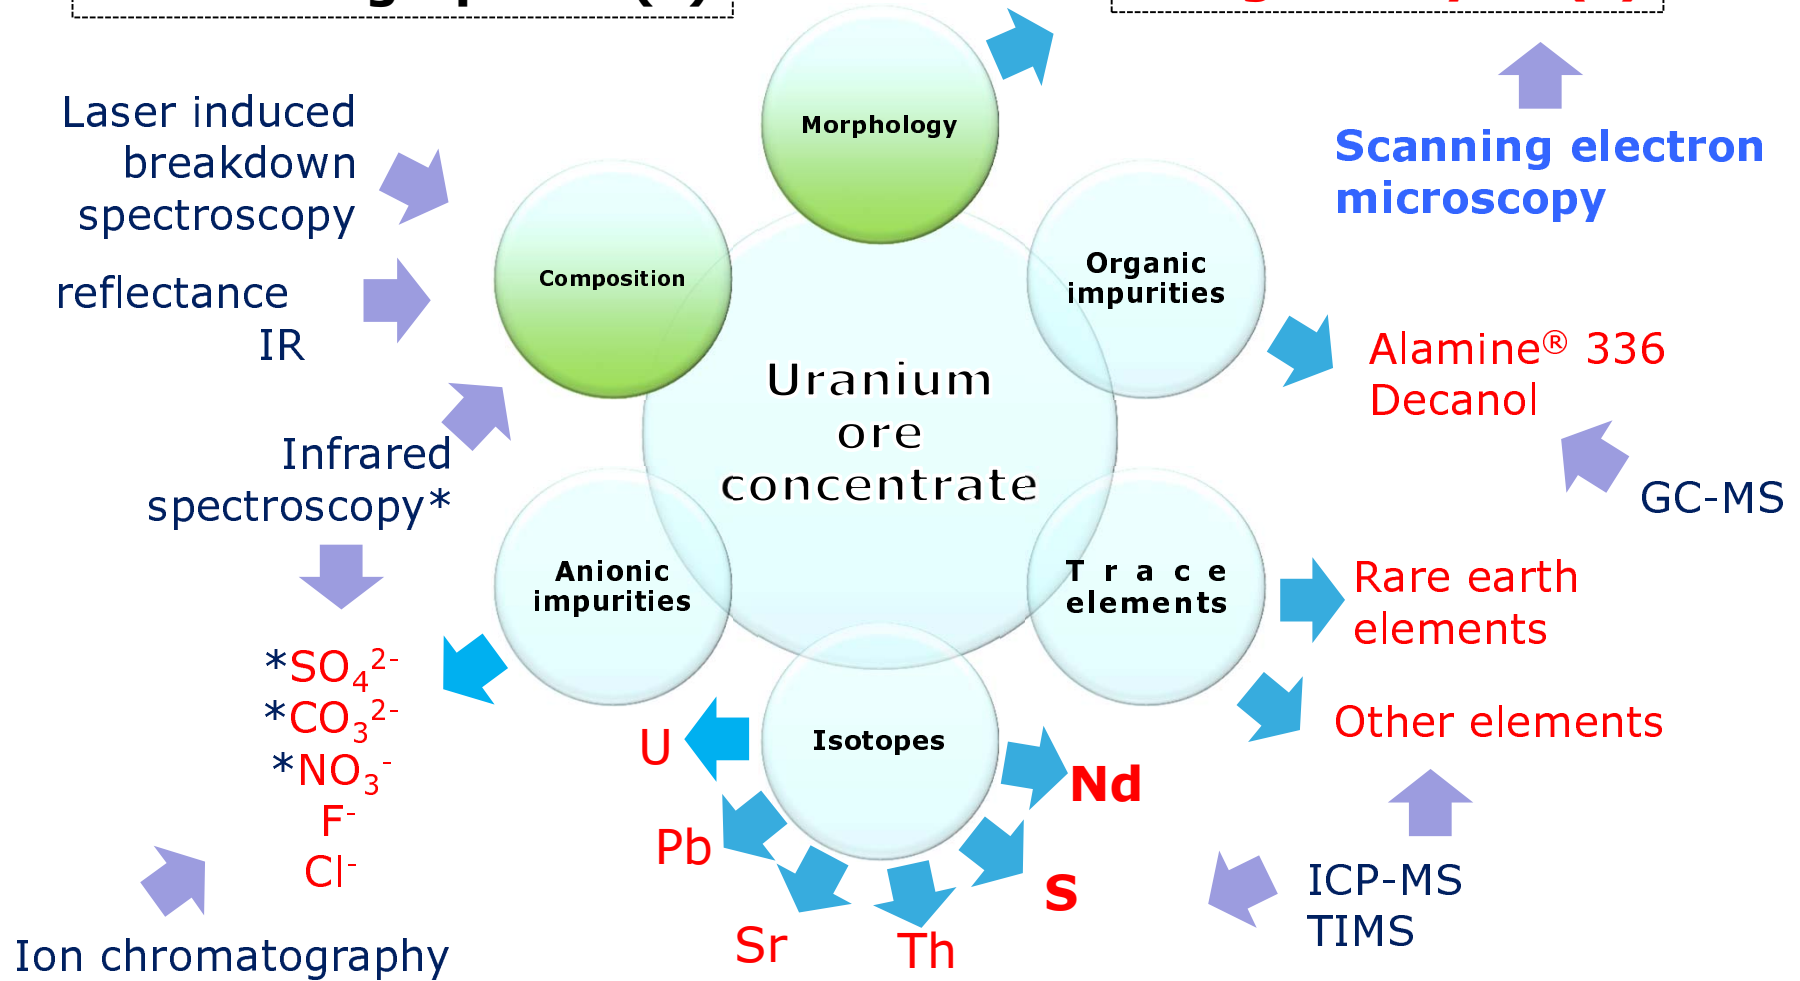 Morphology
Laser induced
breakdown
spectroscopy
Scanning electron
microscopy
Composition
Organic
impurities
reflectance
IR
Alamine® 336
Decanol
Uranium
ore
concentrate
Infrared
spectroscopy*
GC-MS
Anionic
impurities
Trace
elements
Rare earth
elements
*SO₄²⁻
*CO₃²⁻
*NO₃⁻
F⁻
Cl⁻
Other elements
Isotopes
U
Nd
Pb
S
Sr
Th
ICP-MS
TIMS
Ion chromatography